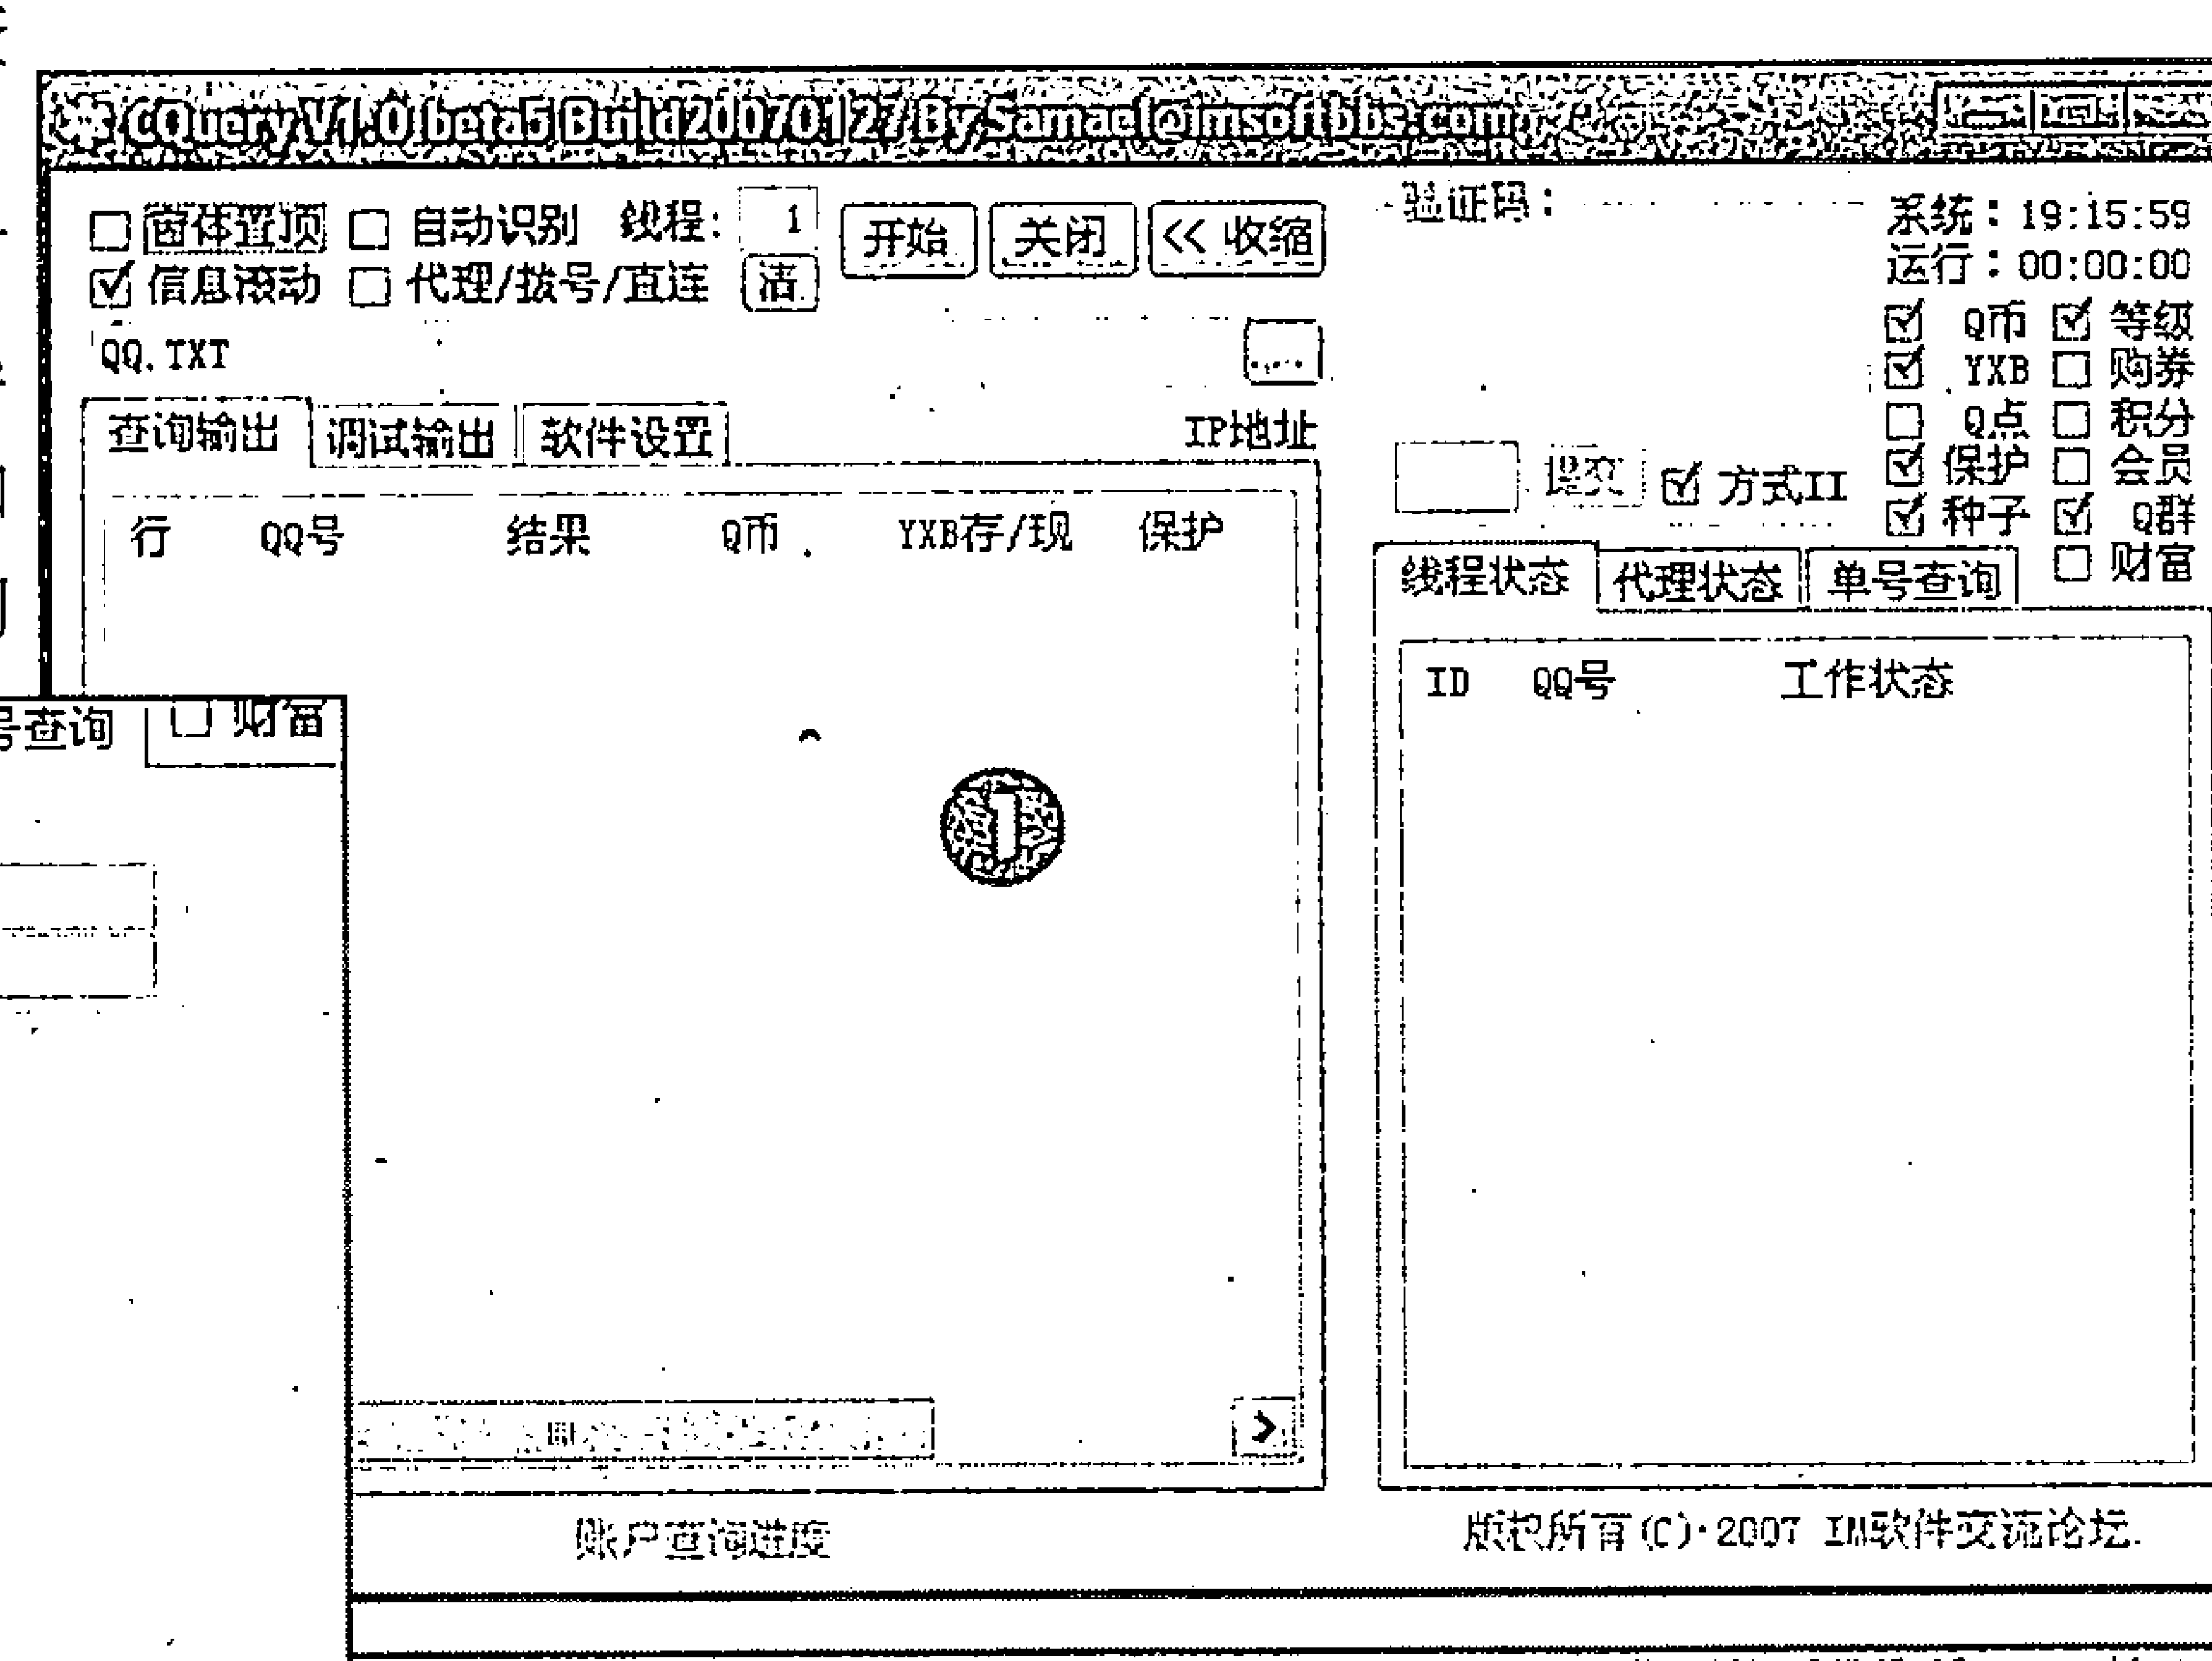 CQuery V1.0 beta5 Build20070127 By Samael@imsoftbbs.com
窗体置顶 自动识别 线程: 1 开始 关闭 << 收缩
信息滚动 代理/拨号/直连 清
QQ.TXT
....
查询输出 调试输出 软件设置 IP地址
行 QQ号 结果 Q币 YXB存/现 保护
验证码:
系统:19:15:59
运行:00:00:00
Q币 等级
YXB 购券
Q点 积分
保护 会员
种子 Q群
财富
提交 方式II
线程状态 代理状态 单号查询
ID QQ号 工作状态
号查询 财富
1
账户查询进度
版权所有(C) 2007 IM软件交流论坛.